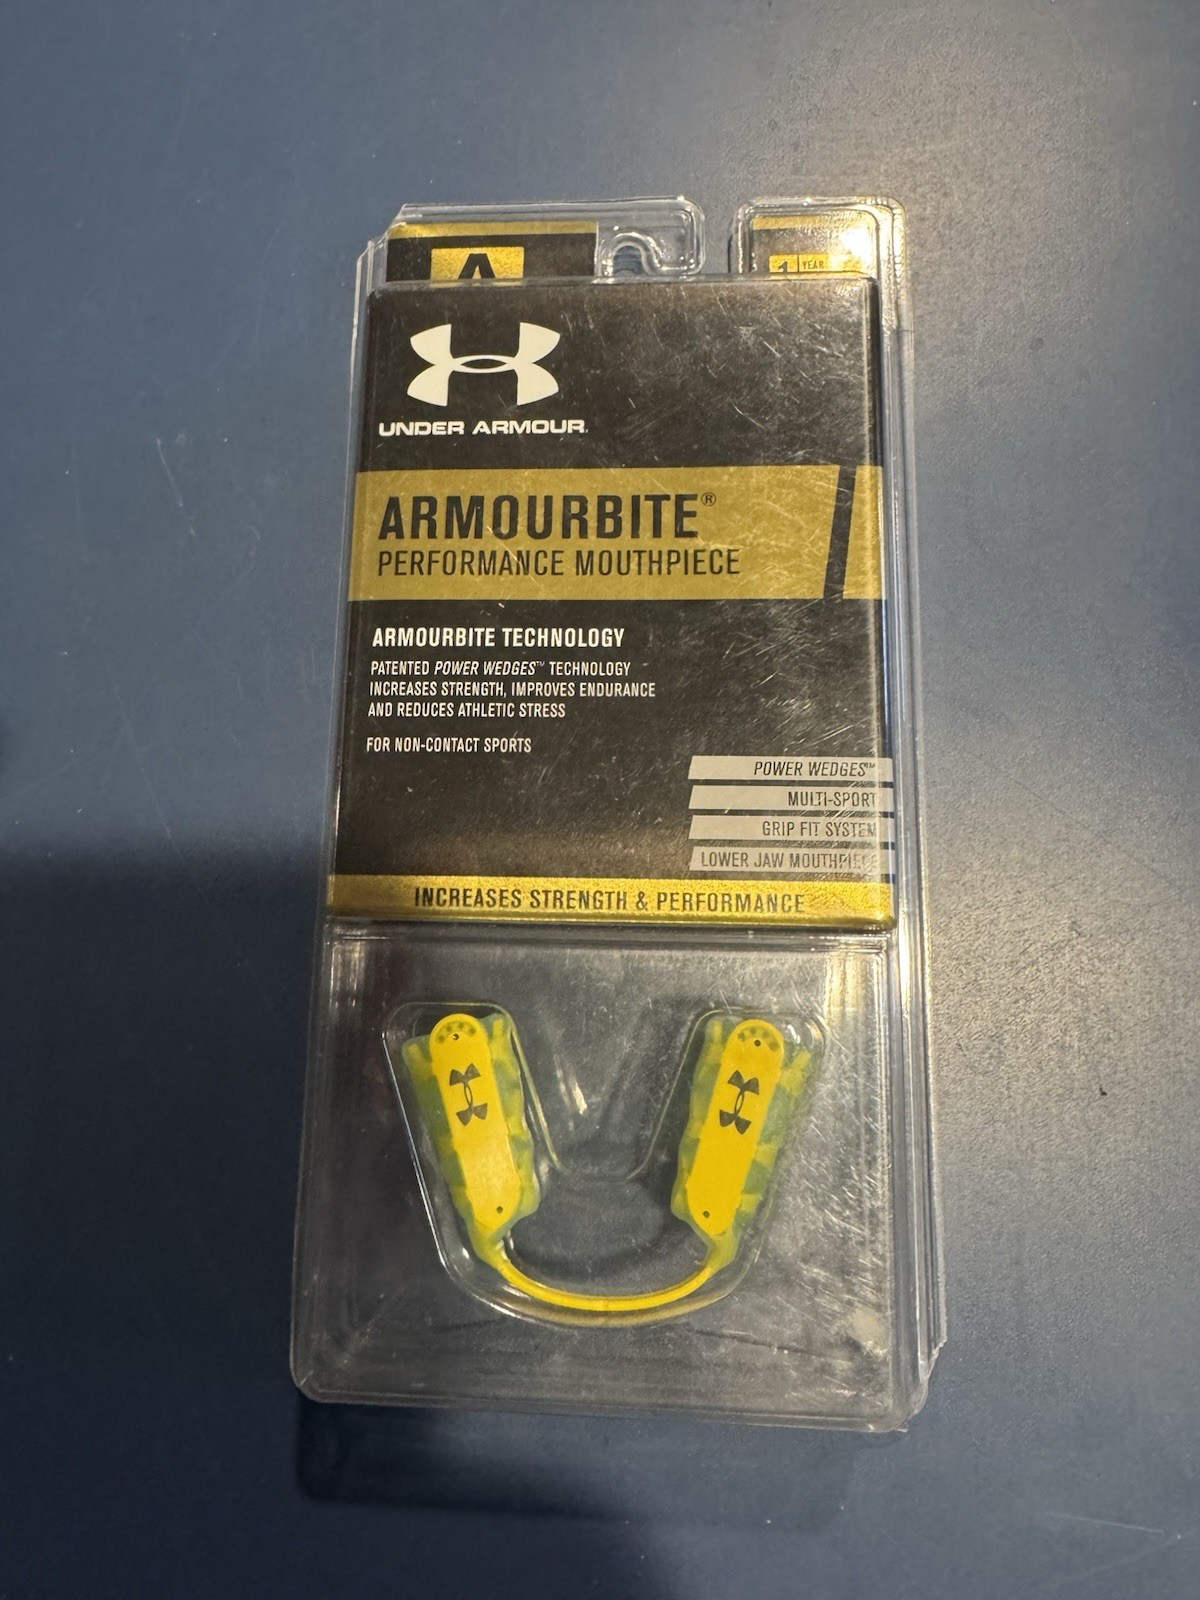 A
1 YEAR
UNDER ARMOUR
ARMOURBITE®
PERFORMANCE MOUTHPIECE
ARMOURBITE TECHNOLOGY
PATENTED POWER WEDGES™ TECHNOLOGY
INCREASES STRENGTH, IMPROVES ENDURANCE
AND REDUCES ATHLETIC STRESS
FOR NON-CONTACT SPORTS
POWER WEDGES™
MULTI-SPORT
GRIP FIT SYSTEM
LOWER JAW MOUTHPIECE
INCREASES STRENGTH & PERFORMANCE